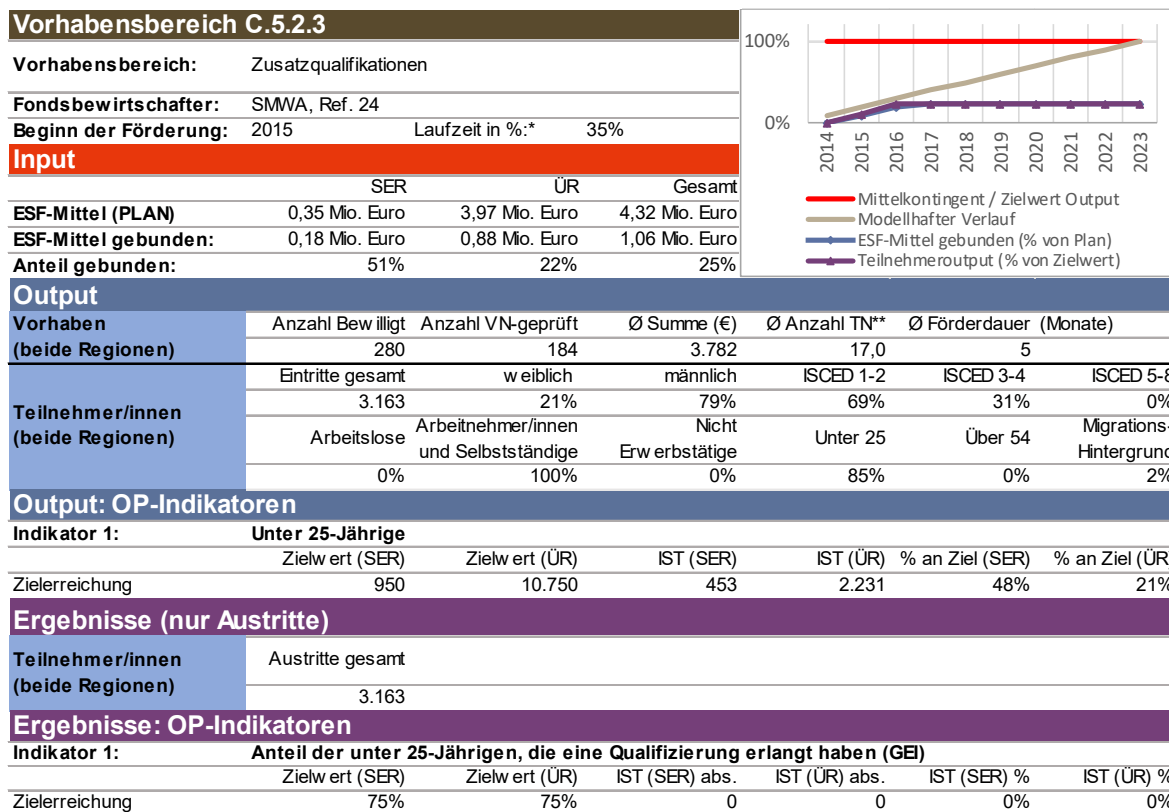 Vorhabensbereich C.5.2.3
Vorhabensbereich: Zusatzqualifikationen
Fondsbewirtschafter: SMWA, Ref. 24
Beginn der Förderung: 2015 Laufzeit in %:* 35%
100%
0%
2014 2015 2016 2017 2018 2019 2020 2021 2022 2023
Mittelkontingent / Zielwert Output
Modellhafter Verlauf
ESF-Mittel gebunden (% von Plan)
Teilnehmeroutput (% von Zielwert)
Input
SER ÜR Gesamt
ESF-Mittel (PLAN) 0,35 Mio. Euro 3,97 Mio. Euro 4,32 Mio. Euro
ESF-Mittel gebunden: 0,18 Mio. Euro 0,88 Mio. Euro 1,06 Mio. Euro
Anteil gebunden: 51% 22% 25%
Output
Vorhaben Anzahl Bewilligt Anzahl VN-geprüft Ø Summe (€) Ø Anzahl TN** Ø Förderdauer (Monate)
(beide Regionen) 280 184 3.782 17,0 5
Eintritte gesamt weiblich männlich ISCED 1-2 ISCED 3-4 ISCED 5-8
3.163 21% 79% 69% 31% 0%
Teilnehmer/innen
(beide Regionen)
Arbeitslose Arbeitnehmer/innen und Selbstständige Nicht Erwerbstätige Unter 25 Über 54 Migrations-Hintergrund
0% 100% 0% 85% 0% 2%
Output: OP-Indikatoren
Indikator 1: Unter 25-Jährige
Zielwert (SER) Zielwert (ÜR) IST (SER) IST (ÜR) % an Ziel (SER) % an Ziel (ÜR)
Zielerreichung 950 10.750 453 2.231 48% 21%
Ergebnisse (nur Austritte)
Teilnehmer/innen Austritte gesamt
(beide Regionen)
3.163
Ergebnisse: OP-Indikatoren
Indikator 1: Anteil der unter 25-Jährigen, die eine Qualifizierung erlangt haben (GEI)
Zielwert (SER) Zielwert (ÜR) IST (SER) abs. IST (ÜR) abs. IST (SER) % IST (ÜR) %
Zielerreichung 75% 75% 0 0 0% 0%